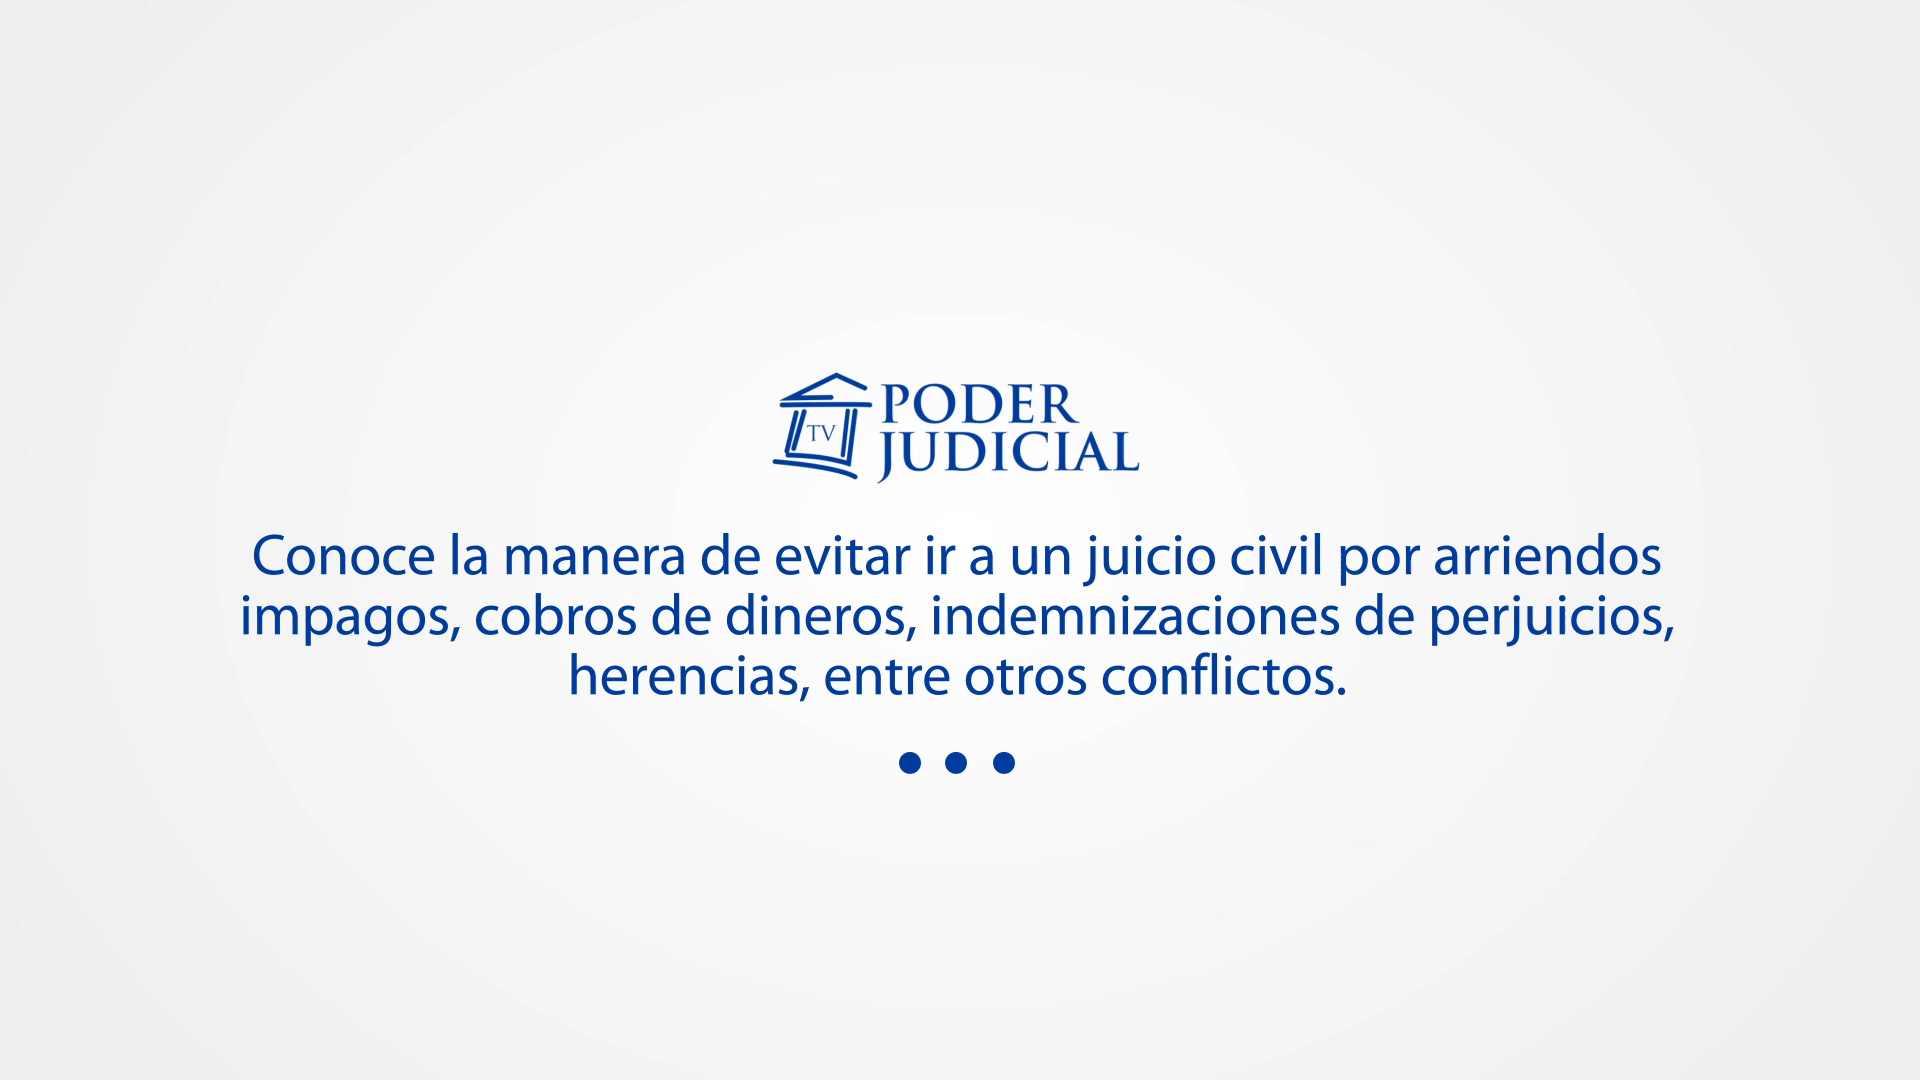 TV
PODER
JUDICIAL
Conoce la manera de evitar ir a un juicio civil por arriendos
impagos, cobros de dineros, indemnizaciones de perjuicios,
herencias, entre otros conflictos.